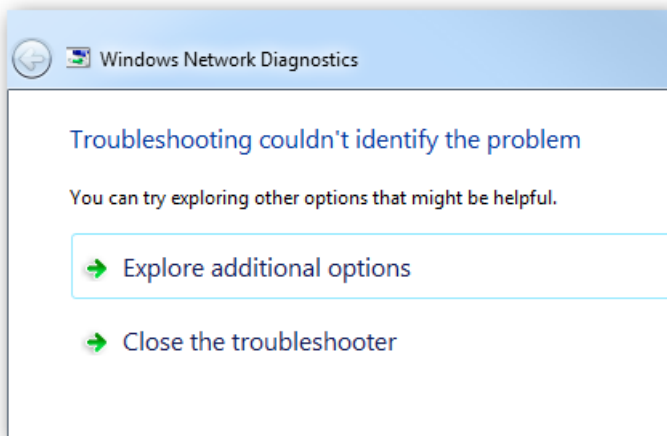 Windows Network Diagnostics
Troubleshooting couldn't identify the problem
You can try exploring other options that might be helpful.
Explore additional options
Close the troubleshooter